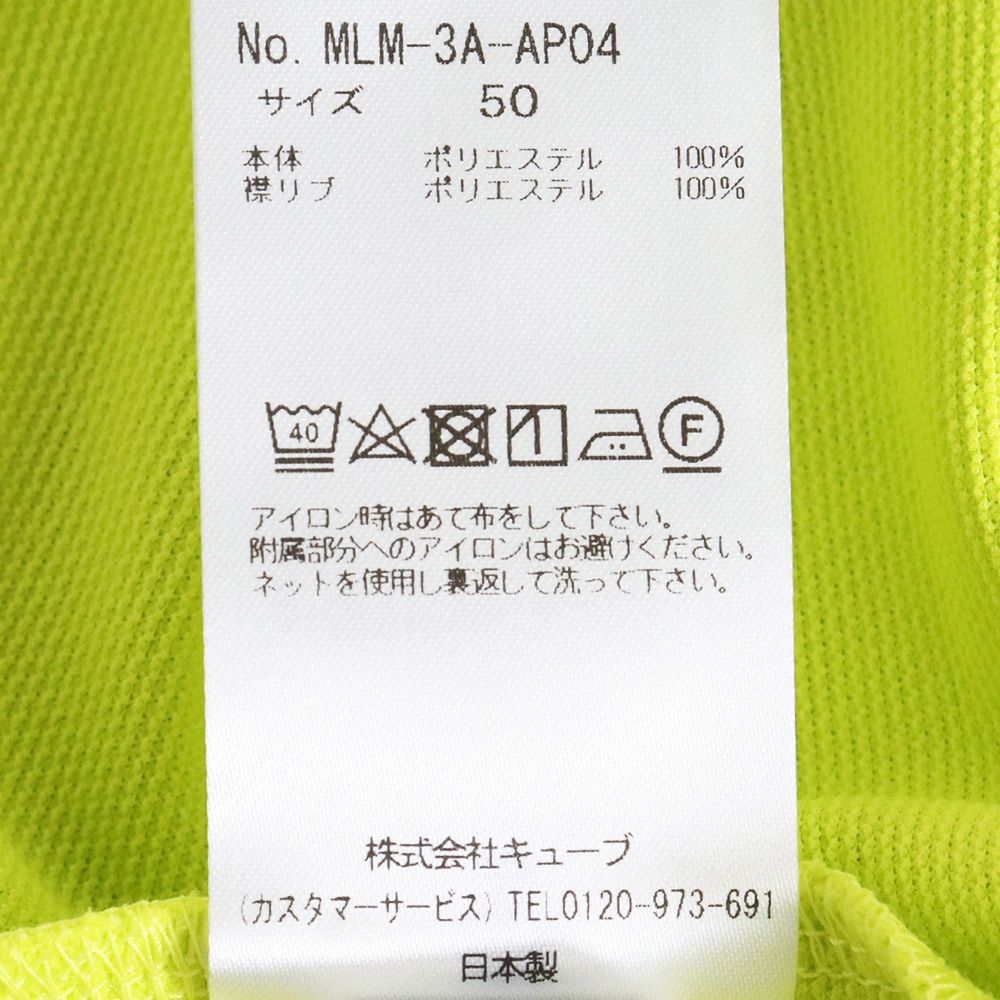 No. MLM-3A-AP04
サイズ 50
本体 ポリエステル 100%
襟リブ ポリエステル 100%
40 F
アイロン時はあて布をして下さい。
附属部分へのアイロンはお避けください。
ネットを使用し裏返して洗って下さい。
株式会社キューブ
(カスタマーサービス) TEL0120-973-691
日本製